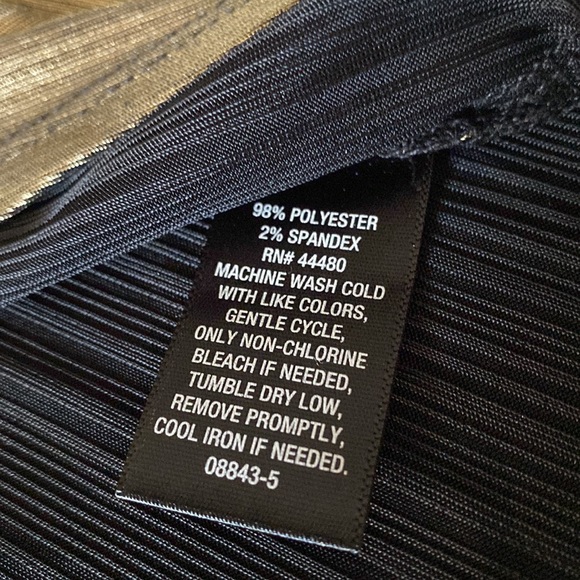 98% POLYESTER
2% SPANDEX
RN# 44480
MACHINE WASH COLD
WITH LIKE COLORS,
GENTLE CYCLE,
ONLY NON-CHLORINE
BLEACH IF NEEDED,
TUMBLE DRY LOW,
REMOVE PROMPTLY,
COOL IRON IF NEEDED.
08843-5